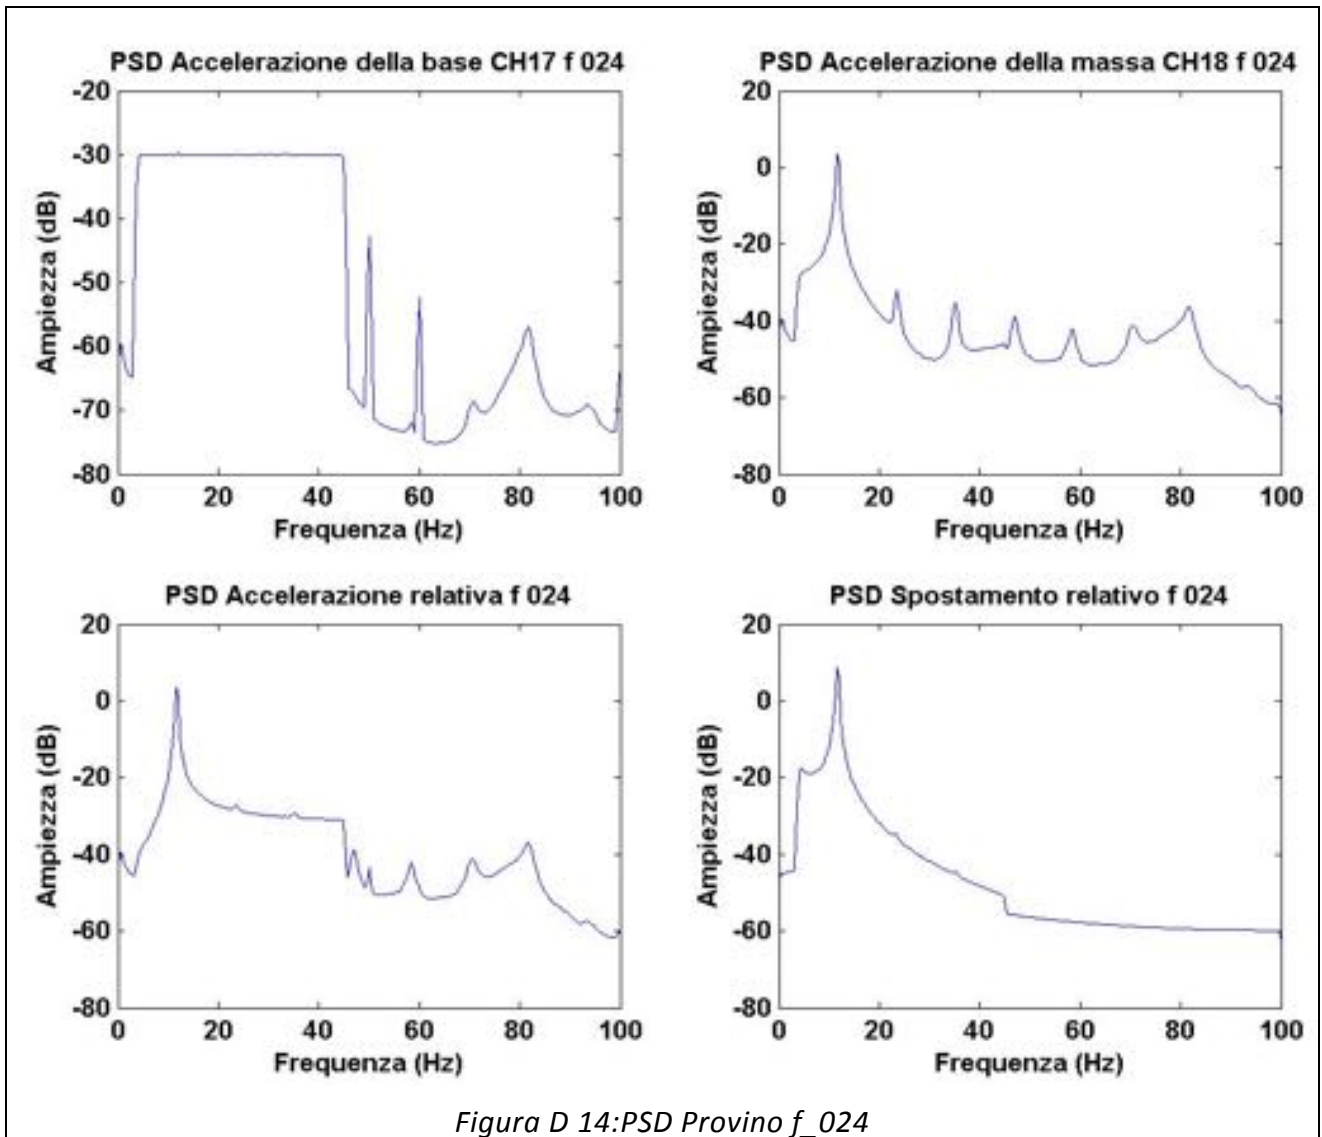 PSD Accelerazione della base CH17 f 024
-20
-30
-40
-50
-60
-70
-80
Ampiezza (dB)
0 20 40 60 80 100
Frequenza (Hz)
PSD Accelerazione della massa CH18 f 024
20
0
-20
-40
-60
-80
Ampiezza (dB)
0 20 40 60 80 100
Frequenza (Hz)
PSD Accelerazione relativa f 024
20
0
-20
-40
-60
-80
Ampiezza (dB)
0 20 40 60 80 100
Frequenza (Hz)
PSD Spostamento relativo f 024
20
0
-20
-40
-60
-80
Ampiezza (dB)
0 20 40 60 80 100
Frequenza (Hz)
Figura D 14:PSD Provino f_024